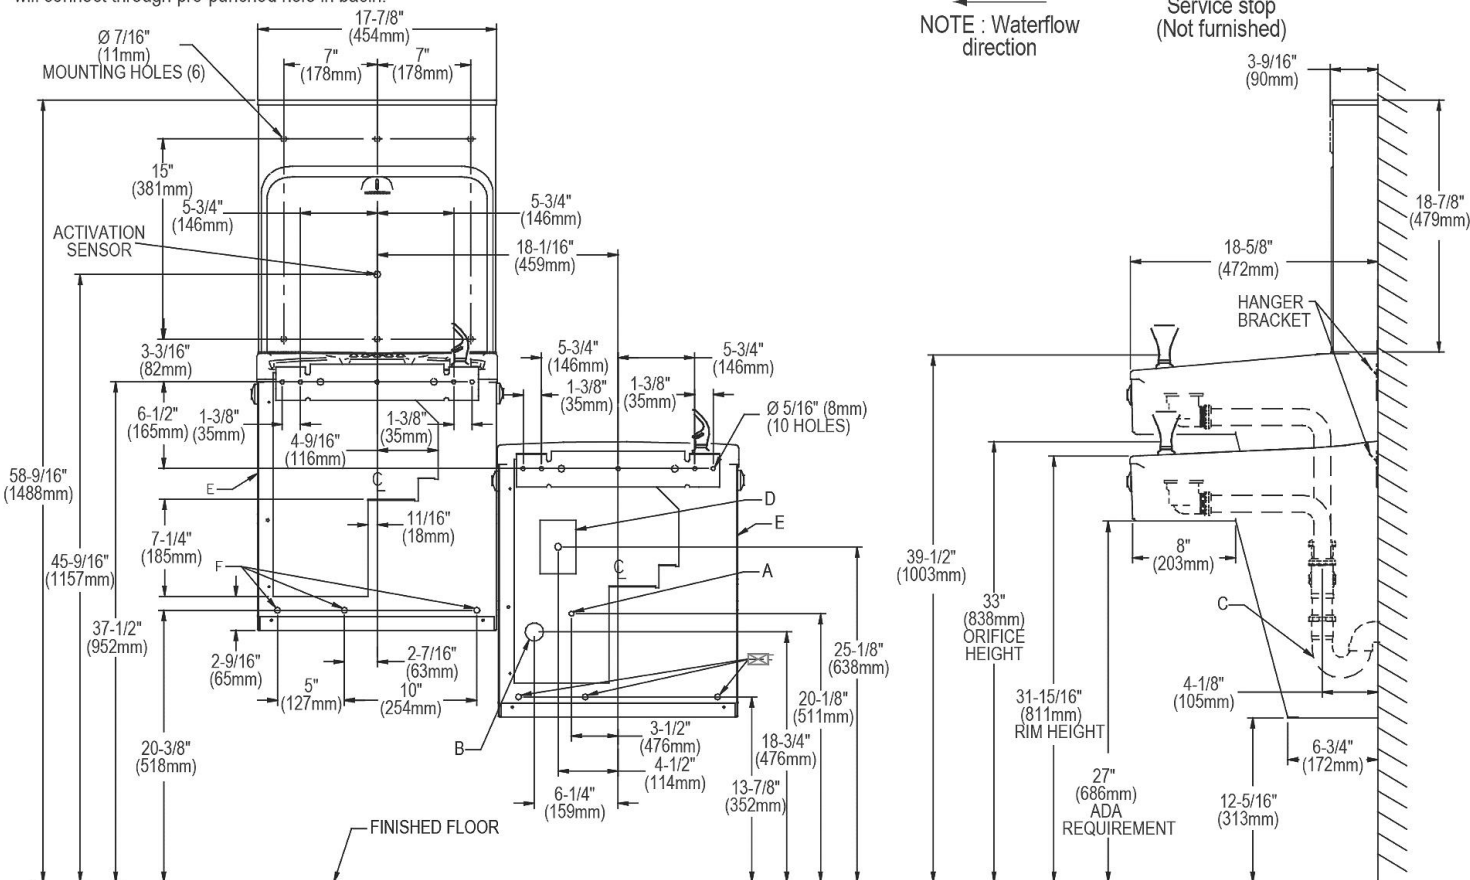 will connect through pre-punched hole in basin.
NOTE : Waterflow
direction
Service stop
(Not furnished)
17-7/8"
(454mm)
Ø 7/16"
(11mm)
MOUNTING HOLES (6)
7"
(178mm)
7"
(178mm)
3-9/16"
(90mm)
15"
(381mm)
5-3/4"
(146mm)
5-3/4"
(146mm)
ACTIVATION
SENSOR
18-1/16"
(459mm)
18-7/8"
(479mm)
18-5/8"
(472mm)
HANGER
BRACKET
3-3/16"
(82mm)
5-3/4"
(146mm)
5-3/4"
(146mm)
1-3/8"
(35mm)
1-3/8"
(35mm)
6-1/2"
(165mm)
1-3/8"
(35mm)
1-3/8"
(35mm)
4-9/16"
(116mm)
Ø 5/16" (8mm)
(10 HOLES)
58-9/16"
(1488mm)
E
C
D
E
11/16"
(18mm)
7-1/4"
(185mm)
45-9/16"
(1157mm)
F
C
A
39-1/2"
(1003mm)
8"
(203mm)
33"
(838mm)
ORIFICE
HEIGHT
C
37-1/2"
(952mm)
2-9/16"
(65mm)
2-7/16"
(63mm)
5"
(127mm)
10"
(254mm)
25-1/8"
(638mm)
20-1/8"
(511mm)
31-15/16"
(811mm)
RIM HEIGHT
4-1/8"
(105mm)
B
3-1/2"
(476mm)
4-1/2"
(114mm)
6-1/4"
(159mm)
18-3/4"
(476mm)
13-7/8"
(352mm)
20-3/8"
(518mm)
6-3/4"
(172mm)
27"
(686mm)
ADA
REQUIREMENT
12-5/16"
(313mm)
FINISHED FLOOR